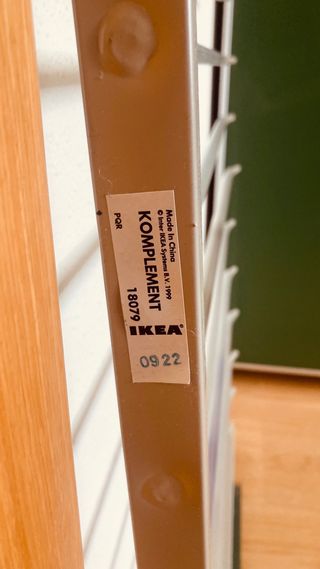 Made in China
© Inter IKEA Systems B.V. 1999
KOMPLEMENT
PQR
18079
IKEA®
0922